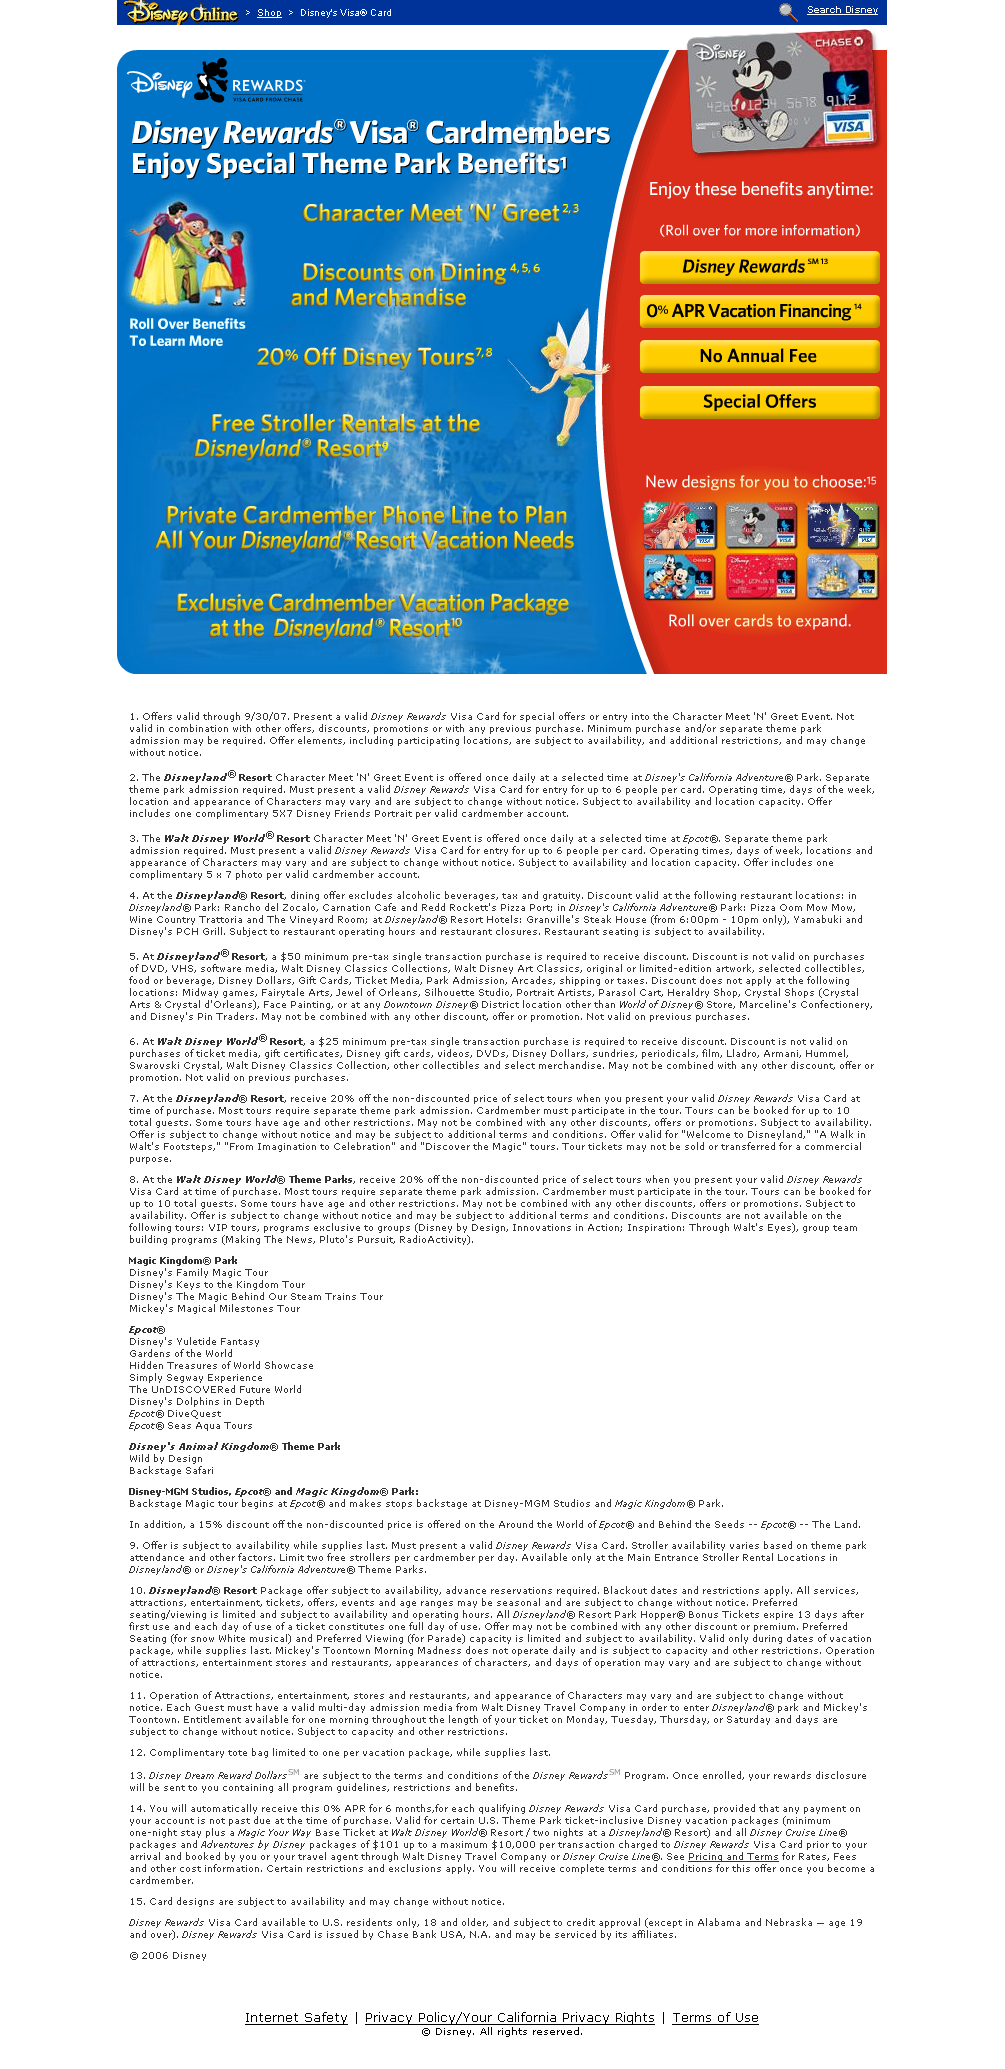 Disney Online > Shop > Disney's Visa® Card
Search Disney
Disney REWARDS
VISA CARD FROM CHASE
Disney Rewards® Visa® Cardmembers
Enjoy Special Theme Park Benefits1
Character Meet 'N' Greet2,3
Discounts on Dining4, 5, 6
and Merchandise
Roll Over Benefits
To Learn More
20% Off Disney Tours7,8
Free Stroller Rentals at the
Disneyland® Resort9
Private Cardmember Phone Line to Plan
All Your Disneyland® Resort Vacation Needs
Exclusive Cardmember Vacation Package
at the Disneyland® Resort10
Disney CHASE
4266 1234 5678 9112
VISA
Enjoy these benefits anytime:
(Roll over for more information)
Disney Rewards SM 13
0% APR Vacation Financing 14
No Annual Fee
Special Offers
New designs for you to choose:15
Roll over cards to expand.
1. Offers valid through 9/30/07. Present a valid Disney Rewards Visa Card for special offers or entry into the Character Meet 'N' Greet Event. Not
valid in combination with other offers, discounts, promotions or with any previous purchase. Minimum purchase and/or separate theme park
admission may be required. Offer elements, including participating locations, are subject to availability, and additional restrictions, and may change
without notice.
2. The Disneyland® Resort Character Meet 'N' Greet Event is offered once daily at a selected time at Disney's California Adventure® Park. Separate
theme park admission required. Must present a valid Disney Rewards Visa Card for entry for up to 6 people per card. Operating time, days of the week,
location and appearance of Characters may vary and are subject to change without notice. Subject to availability and location capacity. Offer
includes one complimentary 5X7 Disney Friends Portrait per valid cardmember account.
3. The Walt Disney World® Resort Character Meet 'N' Greet Event is offered once daily at a selected time at Epcot®. Separate theme park
admission required. Must present a valid Disney Rewards Visa Card for entry for up to 6 people per card. Operating times, days of week, locations and
appearance of Characters may vary and are subject to change without notice. Subject to availability and location capacity. Offer includes one
complimentary 5 x 7 photo per valid cardmember account.
4. At the Disneyland® Resort, dining offer excludes alcoholic beverages, tax and gratuity. Discount valid at the following restaurant locations: in
Disneyland® Park: Rancho del Zocalo, Carnation Cafe and Redd Rockett's Pizza Port; in Disney's California Adventure® Park: Pizza Oom Mow Mow,
Wine Country Trattoria and The Vineyard Room; at Disneyland® Resort Hotels: Granville's Steak House (from 6:00pm - 10pm only), Yamabuki and
Disney's PCH Grill. Subject to restaurant operating hours and restaurant closures. Restaurant seating is subject to availability.
5. At Disneyland® Resort, a $50 minimum pre-tax single transaction purchase is required to receive discount. Discount is not valid on purchases
of DVD, VHS, software media, Walt Disney Classics Collections, Walt Disney Art Classics, original or limited-edition artwork, selected collectibles,
food or beverage, Disney Dollars, Gift Cards, Ticket Media, Park Admission, Arcades, shipping or taxes. Discount does not apply at the following
locations: Midway games, Fairytale Arts, Jewel of Orleans, Silhouette Studio, Portrait Artists, Parasol Cart, Heraldry Shop, Crystal Shops (Crystal
Arts & Crystal d'Orleans), Face Painting, or at any Downtown Disney® District location other than World of Disney® Store, Marceline's Confectionery,
and Disney's Pin Traders. May not be combined with any other discount, offer or promotion. Not valid on previous purchases.
6. At Walt Disney World® Resort, a $25 minimum pre-tax single transaction purchase is required to receive discount. Discount is not valid on
purchases of ticket media, gift certificates, Disney gift cards, videos, DVDs, Disney Dollars, sundries, periodicals, film, Lladro, Armani, Hummel,
Swarovski Crystal, Walt Disney Classics Collection, other collectibles and select merchandise. May not be combined with any other discount, offer or
promotion. Not valid on previous purchases.
7. At the Disneyland® Resort, receive 20% off the non-discounted price of select tours when you present your valid Disney Rewards Visa Card at
time of purchase. Most tours require separate theme park admission. Cardmember must participate in the tour. Tours can be booked for up to 10
total guests. Some tours have age and other restrictions. May not be combined with any other discounts, offers or promotions. Subject to availability.
Offer is subject to change without notice and may be subject to additional terms and conditions. Offer valid for "Welcome to Disneyland," "A Walk in
Walt's Footsteps," "From Imagination to Celebration" and "Discover the Magic" tours. Tour tickets may not be sold or transferred for a commercial
purpose.
8. At the Walt Disney World® Theme Parks, receive 20% off the non-discounted price of select tours when you present your valid Disney Rewards
Visa Card at time of purchase. Most tours require separate theme park admission. Cardmember must participate in the tour. Tours can be booked for
up to 10 total guests. Some tours have age and other restrictions. May not be combined with any other discounts, offers or promotions. Subject to
availability. Offer is subject to change without notice and may be subject to additional terms and conditions. Discounts are not available on the
following tours: VIP tours, programs exclusive to groups (Disney by Design, Innovations in Action; Inspiration: Through Walt's Eyes), group team
building programs (Making The News, Pluto's Pursuit, RadioActivity).
Magic Kingdom® Park
Disney's Family Magic Tour
Disney's Keys to the Kingdom Tour
Disney's The Magic Behind Our Steam Trains Tour
Mickey's Magical Milestones Tour
Epcot®
Disney's Yuletide Fantasy
Gardens of the World
Hidden Treasures of World Showcase
Simply Segway Experience
The UnDISCOVERed Future World
Disney's Dolphins in Depth
Epcot® DiveQuest
Epcot® Seas Aqua Tours
Disney's Animal Kingdom® Theme Park
Wild by Design
Backstage Safari
Disney-MGM Studios, Epcot® and Magic Kingdom® Park:
Backstage Magic tour begins at Epcot® and makes stops backstage at Disney-MGM Studios and Magic Kingdom® Park.
In addition, a 15% discount off the non-discounted price is offered on the Around the World of Epcot® and Behind the Seeds -- Epcot® -- The Land.
9. Offer is subject to availability while supplies last. Must present a valid Disney Rewards Visa Card. Stroller availability varies based on theme park
attendance and other factors. Limit two free strollers per cardmember per day. Available only at the Main Entrance Stroller Rental Locations in
Disneyland® or Disney's California Adventure® Theme Parks.
10. Disneyland® Resort Package offer subject to availability, advance reservations required. Blackout dates and restrictions apply. All services,
attractions, entertainment, tickets, offers, events and age ranges may be seasonal and are subject to change without notice. Preferred
seating/viewing is limited and subject to availability and operating hours. All Disneyland® Resort Park Hopper® Bonus Tickets expire 13 days after
first use and each day of use of a ticket constitutes one full day of use. Offer may not be combined with any other discount or premium. Preferred
Seating (for snow White musical) and Preferred Viewing (for Parade) capacity is limited and subject to availability. Valid only during dates of vacation
package, while supplies last. Mickey's Toontown Morning Madness does not operate daily and is subject to capacity and other restrictions. Operation
of attractions, entertainment stores and restaurants, appearances of characters, and days of operation may vary and are subject to change without
notice.
11. Operation of Attractions, entertainment, stores and restaurants, and appearance of Characters may vary and are subject to change without
notice. Each Guest must have a valid multi-day admission media from Walt Disney Travel Company in order to enter Disneyland® park and Mickey's
Toontown. Entitlement available for one morning throughout the length of your ticket on Monday, Tuesday, Thursday, or Saturday and days are
subject to change without notice. Subject to capacity and other restrictions.
12. Complimentary tote bag limited to one per vacation package, while supplies last.
13. Disney Dream Reward Dollars SM are subject to the terms and conditions of the Disney Rewards SM Program. Once enrolled, your rewards disclosure
will be sent to you containing all program guidelines, restrictions and benefits.
14. You will automatically receive this 0% APR for 6 months,for each qualifying Disney Rewards Visa Card purchase, provided that any payment on
your account is not past due at the time of purchase. Valid for certain U.S. Theme Park ticket-inclusive Disney vacation packages (minimum
one-night stay plus a Magic Your Way Base Ticket at Walt Disney World® Resort / two nights at a Disneyland® Resort) and all Disney Cruise Line®
packages and Adventures by Disney packages of $101 up to a maximum $10,000 per transaction charged to Disney Rewards Visa Card prior to your
arrival and booked by you or your travel agent through Walt Disney Travel Company or Disney Cruise Line®. See Pricing and Terms for Rates, Fees
and other cost information. Certain restrictions and exclusions apply. You will receive complete terms and conditions for this offer once you become a
cardmember.
15. Card designs are subject to availability and may change without notice.
Disney Rewards Visa Card available to U.S. residents only, 18 and older, and subject to credit approval (except in Alabama and Nebraska — age 19
and over). Disney Rewards Visa Card is issued by Chase Bank USA, N.A. and may be serviced by its affiliates.
© 2006 Disney
Internet Safety | Privacy Policy/Your California Privacy Rights | Terms of Use
© Disney. All rights reserved.